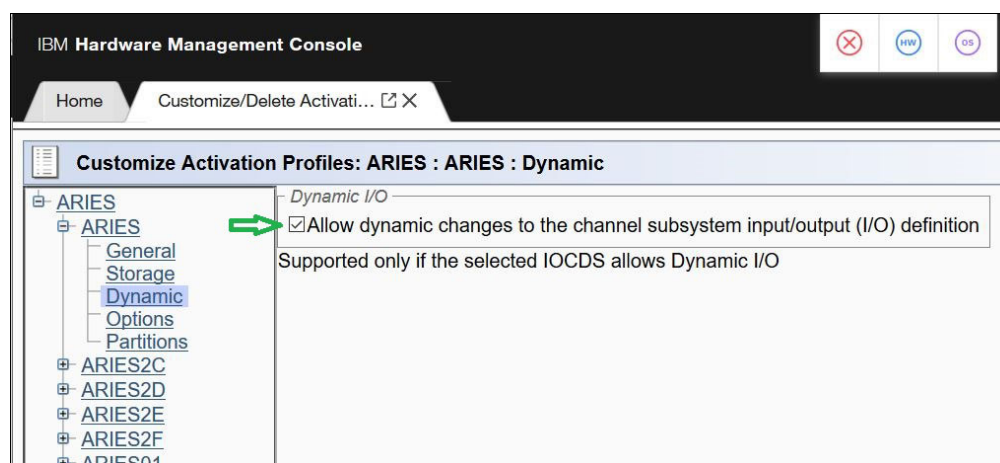 IBM Hardware Management Console
HW
OS
Home
Customize/Delete Activati...
Customize Activation Profiles: ARIES : ARIES : Dynamic
ARIES
Dynamic I/O
ARIES
Allow dynamic changes to the channel subsystem input/output (I/O) definition
General
Supported only if the selected IOCDS allows Dynamic I/O
Storage
Dynamic
Options
Partitions
ARIES2C
ARIES2D
ARIES2E
ARIES2F
ARIES01